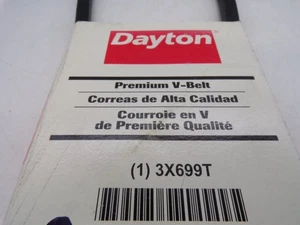 Dayton
Premium V-Belt
Correas de Alta Calidad
Courroie en V
de Première Qualité
(1) 3X699T